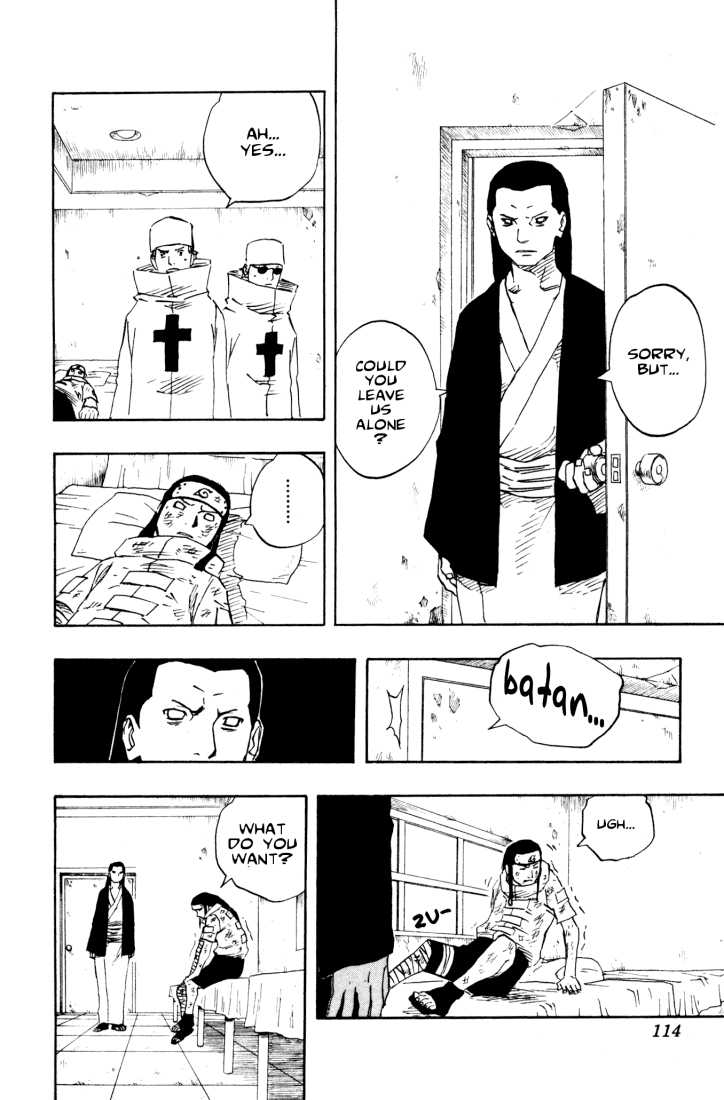 SORRY,
BUT...
COULD
YOU
LEAVE
US
ALONE
?
AH...
YES...
.........
batan...
UGH...
ZU-
WHAT
DO YOU
WANT?
114